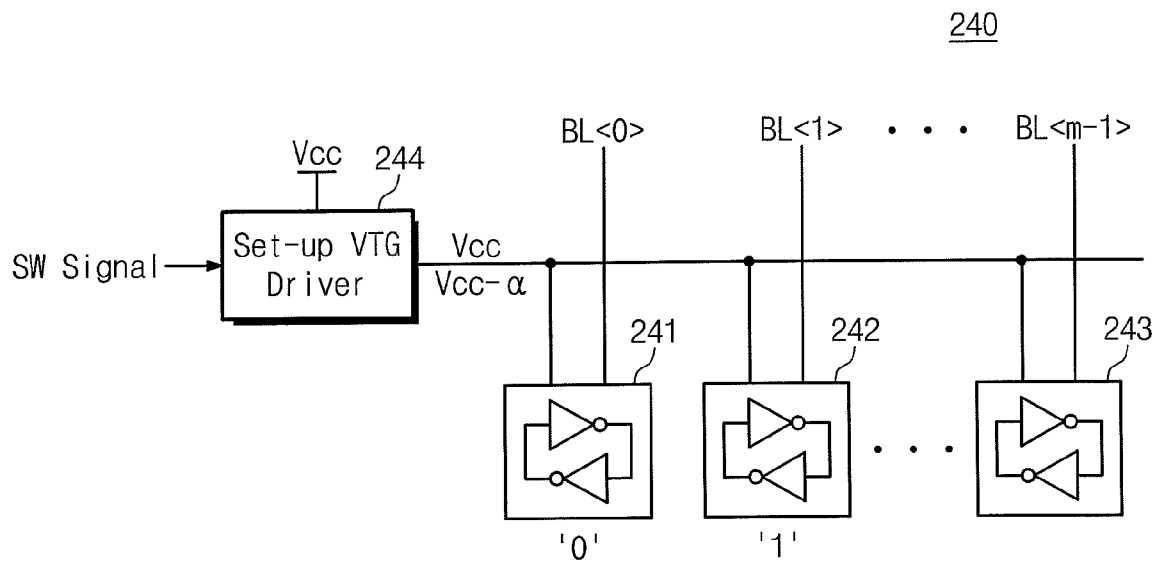 240
BL<0>
BL<1>
BL<m-1>
Vcc
244
SW Signal
Set-up VTG
Driver
Vcc
Vcc-α
241
242
243
'0'
'1'